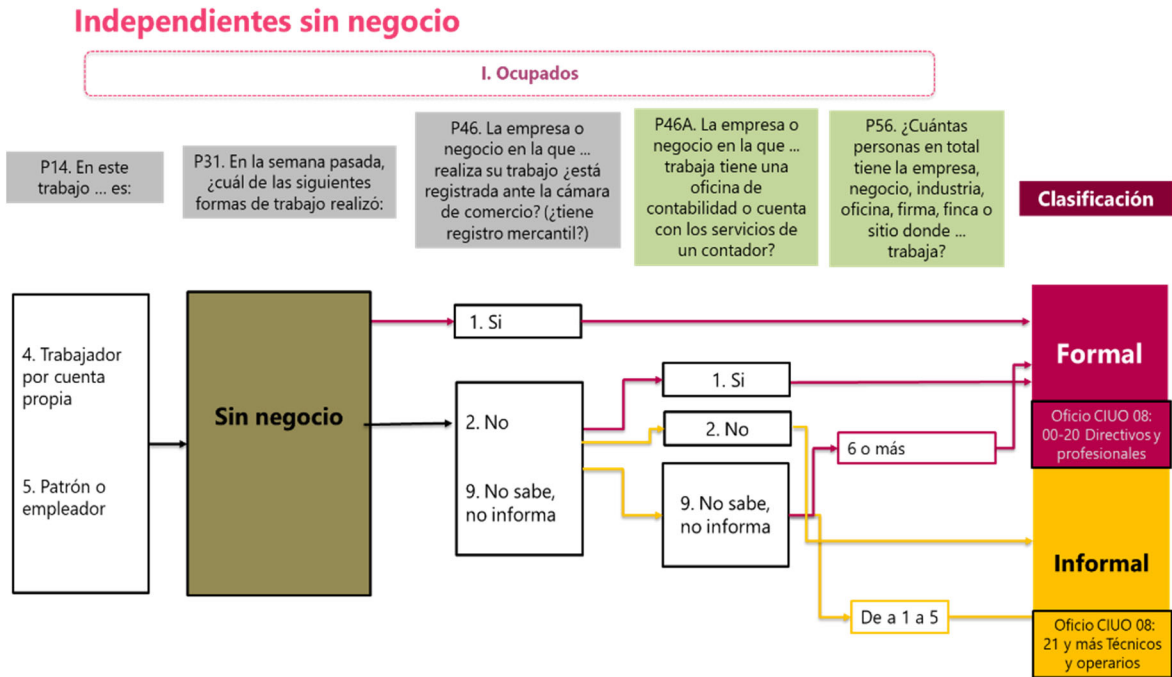 Independientes sin negocio
I. Ocupados
P14. En este
trabajo ... es:
P31. En la semana pasada,
¿cuál de las siguientes
formas de trabajo realizó:
P46. La empresa o
negocio en la que ...
realiza su trabajo ¿está
registrada ante la cámara
de comercio? (¿tiene
registro mercantil?)
P46A. La empresa o
negocio en la que ...
trabaja tiene una
oficina de
contabilidad o cuenta
con los servicios de
un contador?
P56. ¿Cuántas
personas en total
tiene la empresa,
negocio, industria,
oficina, firma, finca o
sitio donde ...
trabaja?
Clasificación
4. Trabajador
por cuenta
propia
5. Patrón o
empleador
Sin negocio
1. Si
2. No
9. No sabe,
no informa
1. Si
2. No
9. No sabe,
no informa
6 o más
De a 1 a 5
Formal
Oficio CIUO 08:
00-20 Directivos y
profesionales
Informal
Oficio CIUO 08:
21 y más Técnicos
y operarios